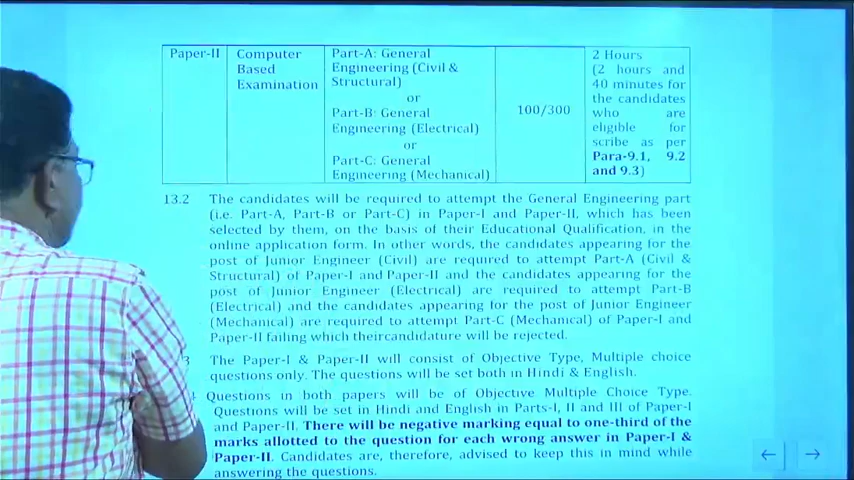 Paper-II
Computer
Based
Examination
Part-A: General
Engineering (Civil &
Structural)
or
Part-B: General
Engineering (Electrical)
or
Part-C: General
Engineering (Mechanical)
100/300
2 Hours
(2 hours and
40 minutes for
the candidates
who are
eligible for
scribe as per
Para-9.1, 9.2
and 9.3)
13.2 The candidates will be required to attempt the General Engineering part
(i.e. Part-A, Part-B or Part-C) in Paper-I and Paper-II, which has been
selected by them, on the basis of their Educational Qualification, in the
online application form. In other words, the candidates appearing for the
post of Junior Engineer (Civil) are required to attempt Part-A (Civil &
Structural) of Paper-I and Paper-II and the candidates appearing for the
post of Junior Engineer (Electrical) are required to attempt Part-B
(Electrical) and the candidates appearing for the post of Junior Engineer
(Mechanical) are required to attempt Part-C (Mechanical) of Paper-I and
Paper-II failing which theircandidature will be rejected.
The Paper-I & Paper-II will consist of Objective Type, Multiple choice
questions only. The questions will be set both in Hindi & English.
Questions in both papers will be of Objective Multiple Choice Type.
Questions will be set in Hindi and English in Parts-I, II and III of Paper-I
and Paper-II. There will be negative marking equal to one-third of the
marks allotted to the question for each wrong answer in Paper-I &
Paper-II. Candidates are, therefore, advised to keep this in mind while
answering the questions.